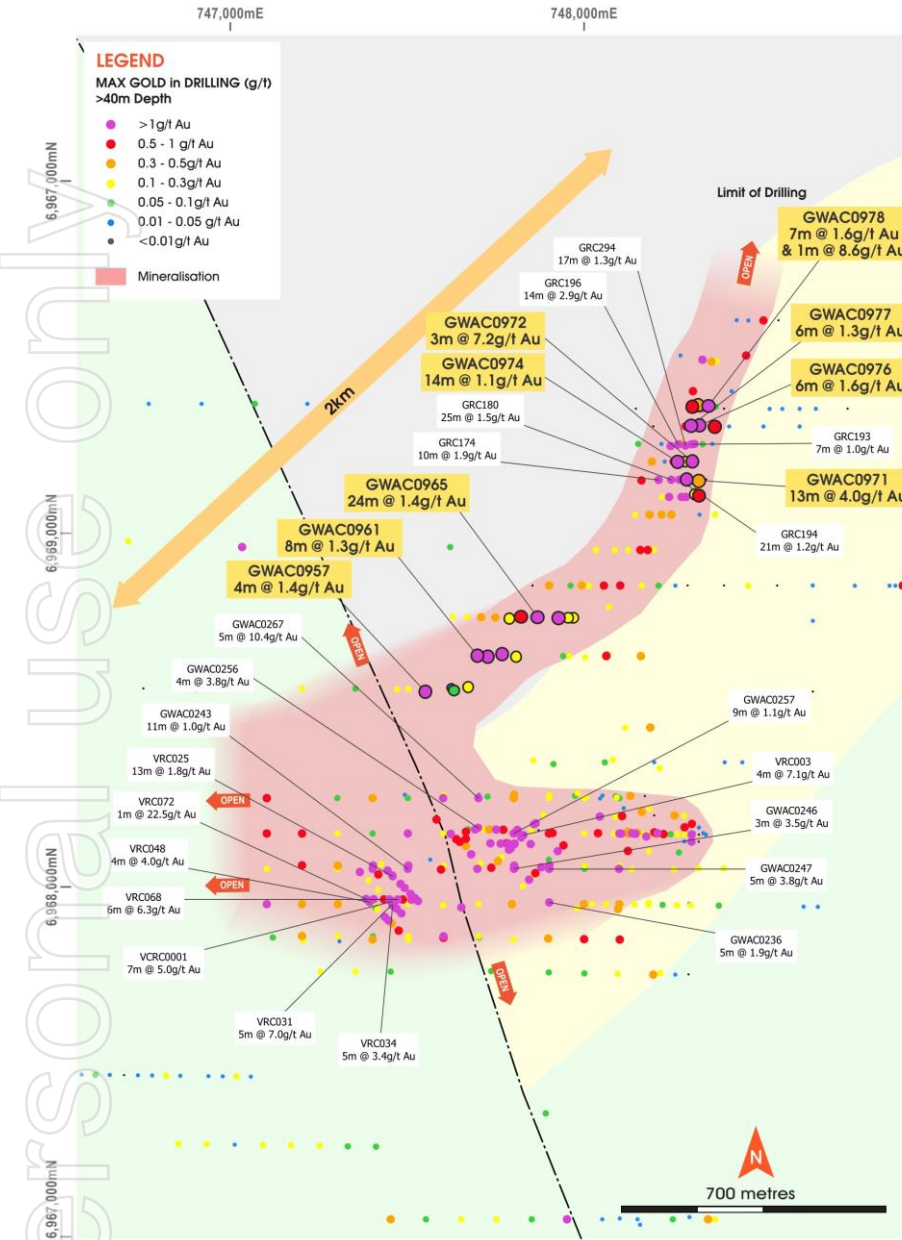 747,000mE
748,000mE
LEGEND
MAX GOLD in DRILLING (g/t)
>40m Depth
>1g/t Au
0.5 - 1 g/t Au
0.3 - 0.5g/t Au
0.1 - 0.3g/t Au
0.05 - 0.1g/t Au
0.01 - 0.05 g/t Au
<0.01g/t Au
Mineralisation
6,967,000mN
6,969,000mN
6,968,000mN
6,967,000mN
ersonal use only
2km
Limit of Drilling
OPEN
GWAC0978
7m @ 1.6g/t Au
& 1m @ 8.6g/t Au
GRC294
17m @ 1.3g/t Au
GRC196
14m @ 2.9g/t Au
GWAC0972
3m @ 7.2g/t Au
GWAC0977
6m @ 1.3g/t Au
GWAC0974
14m @ 1.1g/t Au
GWAC0976
6m @ 1.6g/t Au
GRC180
25m @ 1.5g/t Au
GRC174
10m @ 1.9g/t Au
GRC193
7m @ 1.0g/t Au
GWAC0965
24m @ 1.4g/t Au
GWAC0971
13m @ 4.0g/t Au
GWAC0961
8m @ 1.3g/t Au
GRC194
21m @ 1.2g/t Au
GWAC0957
4m @ 1.4g/t Au
GWAC0267
5m @ 10.4g/t Au
OPEN
GWAC0256
4m @ 3.8g/t Au
GWAC0243
11m @ 1.0g/t Au
GWAC0257
9m @ 1.1g/t Au
VRC025
13m @ 1.8g/t Au
VRC003
4m @ 7.1g/t Au
OPEN
VRC072
1m @ 22.5g/t Au
GWAC0246
3m @ 3.5g/t Au
VRC048
4m @ 4.0g/t Au
GWAC0247
5m @ 3.8g/t Au
OPEN
VRC068
6m @ 6.3g/t Au
GWAC0236
5m @ 1.9g/t Au
VCRC0001
7m @ 5.0g/t Au
OPEN
VRC031
5m @ 7.0g/t Au
VRC034
5m @ 3.4g/t Au
N
700 metres